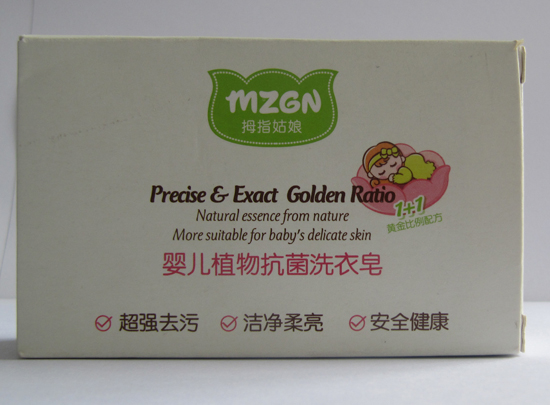 MZGN
拇指姑娘
Precise & Exact Golden Ratio
Natural essence from nature
More suitable for baby's delicate skin
1+1
黄金比例配方
婴儿植物抗菌洗衣皂
超强去污 洁净柔亮 安全健康